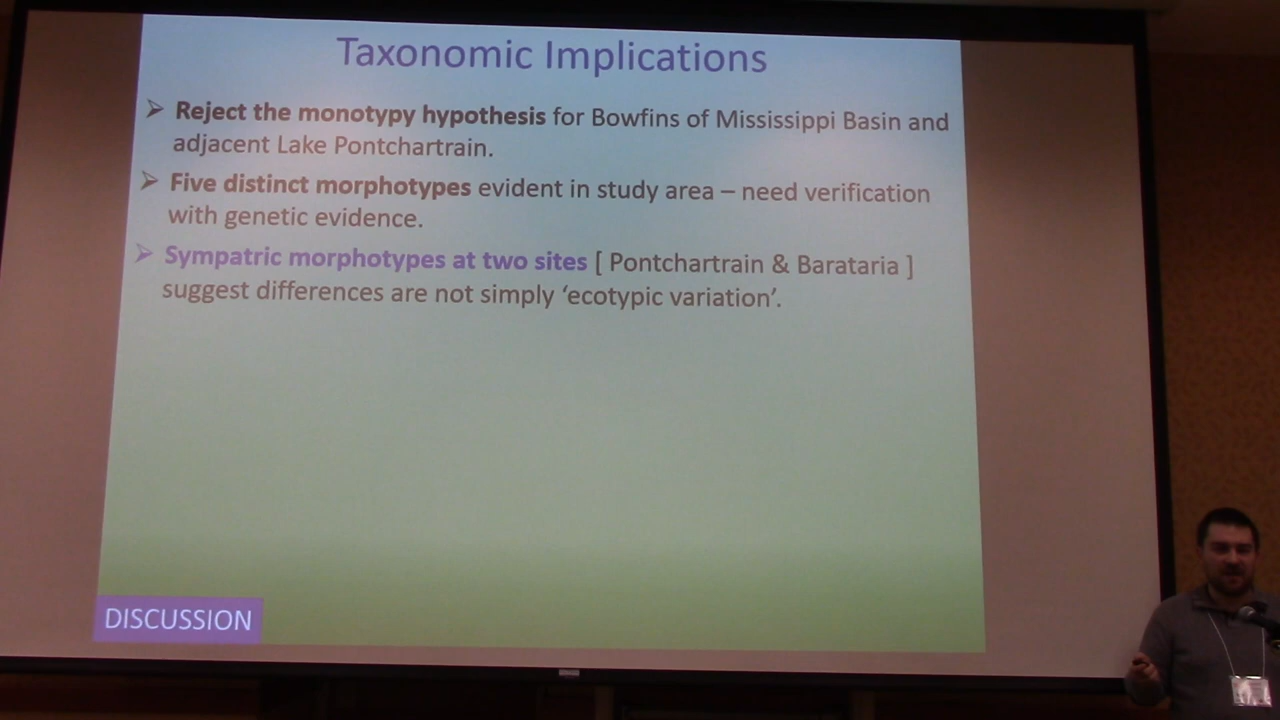 Taxonomic Implications
➢ Reject the monotypy hypothesis for Bowfins of Mississippi Basin and
adjacent Lake Pontchartrain.
➢ Five distinct morphotypes evident in study area – need verification
with genetic evidence.
➢ Sympatric morphotypes at two sites [ Pontchartrain & Barataria ]
suggest differences are not simply ‘ecotypic variation’.
DISCUSSION